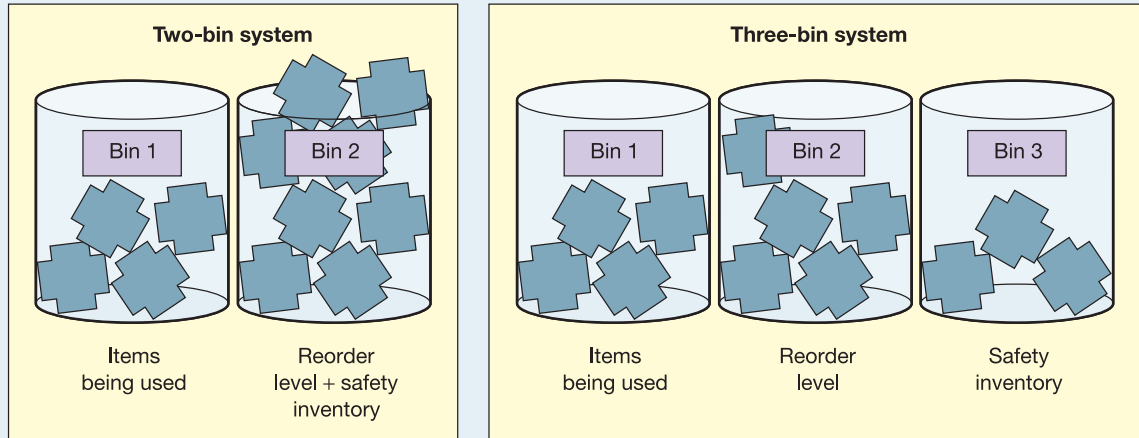 Two-bin system
Bin 1
Bin 2
Items
being used
Reorder
level + safety
inventory
Three-bin system
Bin 1
Bin 2
Bin 3
Items
being used
Reorder
level
Safety
inventory